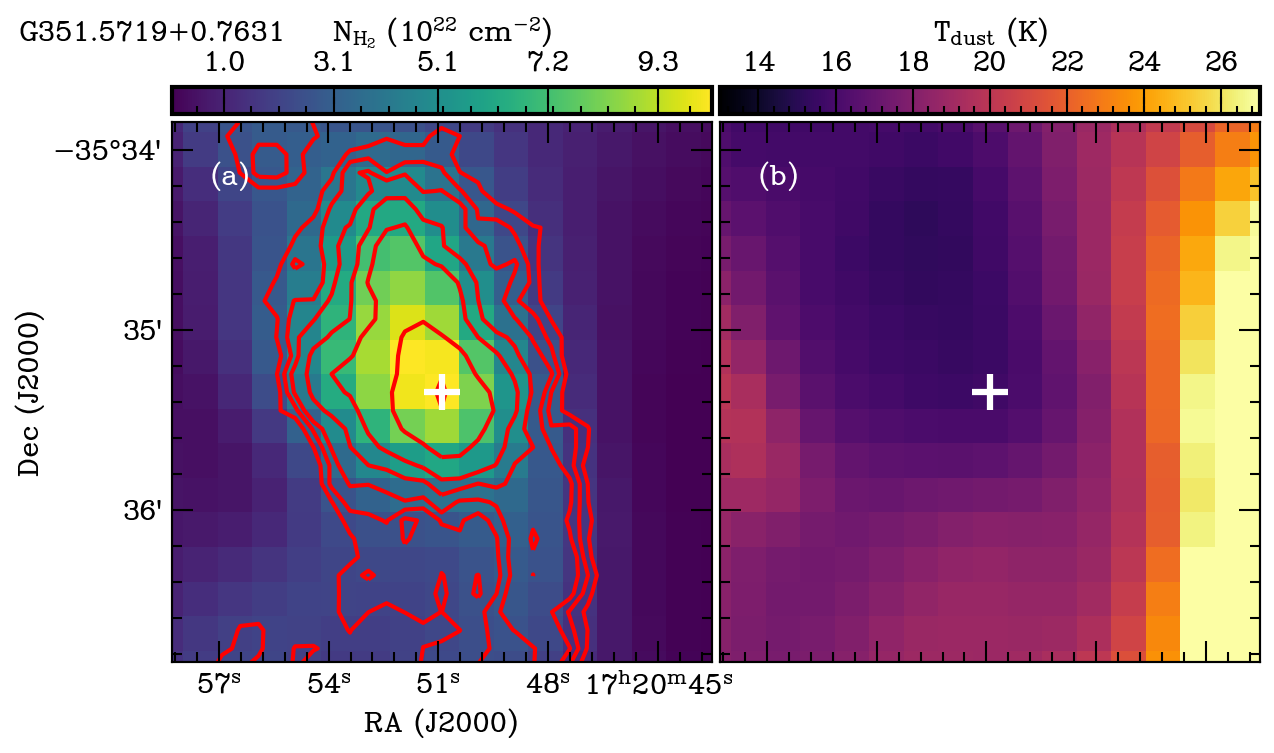 G351.5719+0.7631 N_H₂ (10²² cm⁻²) T_dust (K)
1.0 3.1 5.1 7.2 9.3 14 16 18 20 22 24 26
−35°34'
(a) (b)
35'
36'
Dec (J2000)
57ˢ 54ˢ 51ˢ 48ˢ 17ʰ20ᵐ45ˢ
RA (J2000)